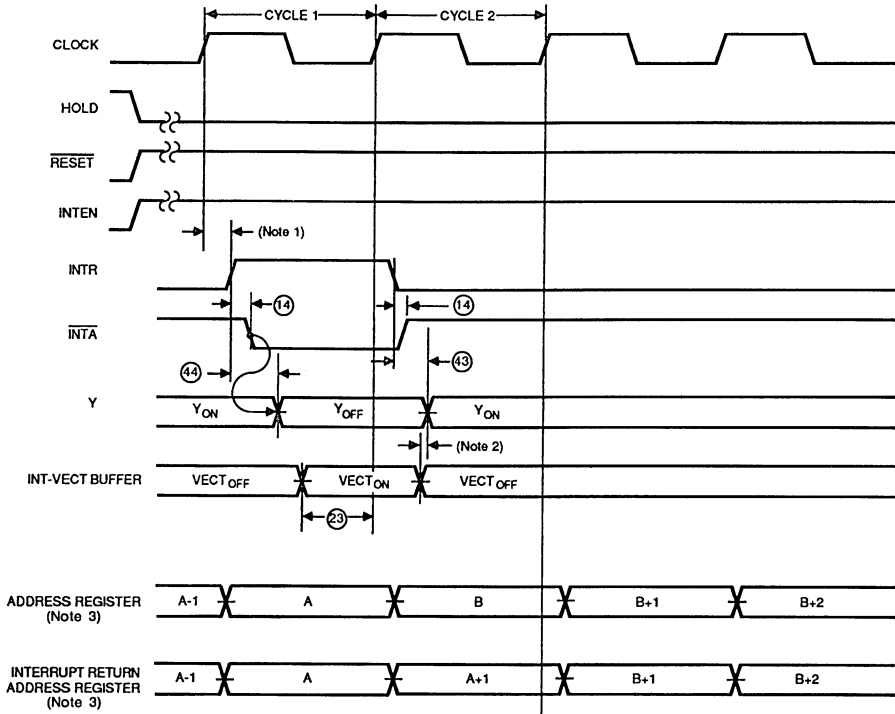 CYCLE 1 CYCLE 2
CLOCK
HOLD
RESET
INTEN
(Note 1)
INTR
14 14
INTA
44 43
Y
YON YOFF YON
(Note 2)
INT-VECT BUFFER VECTOFF VECTON VECTOFF
23
ADDRESS REGISTER
(Note 3)
A-1 A B B+1 B+2
INTERRUPT RETURN
ADDRESS REGISTER
(Note 3)
A-1 A A+1 B+1 B+2